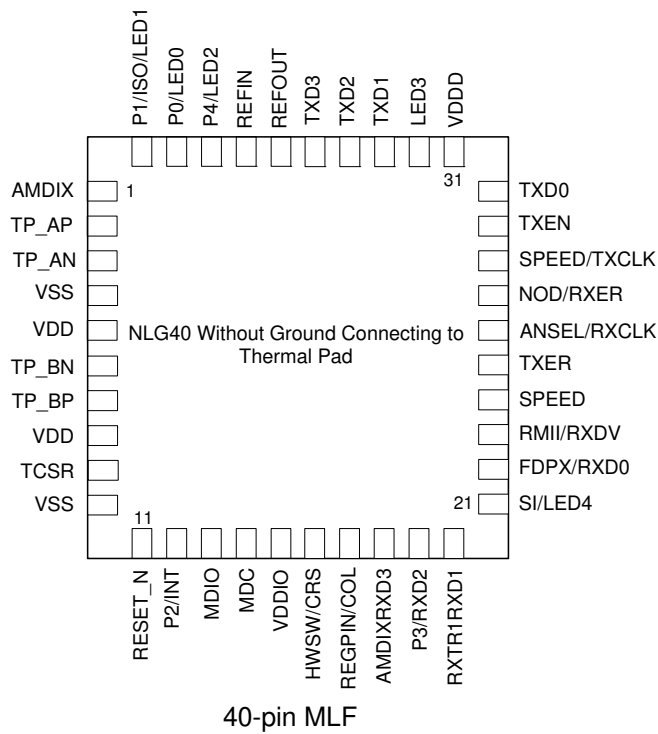 P1/ISO/LED1
P0/LED0
P4/LED2
REFIN
REFOUT
TXD3
TXD2
TXD1
LED3
VDDD
31
AMDIX
1
TP_AP
TP_AN
VSS
VDD
TP_BN
TP_BP
VDD
TCSR
VSS
NLG40 Without Ground Connecting to
Thermal Pad
TXD0
TXEN
SPEED/TXCLK
NOD/RXER
ANSEL/RXCLK
TXER
SPEED
RMII/RXDV
FDPX/RXD0
21
SI/LED4
11
RESET_N
P2/INT
MDIO
MDC
VDDIO
HWSW/CRS
REGPIN/COL
AMDIXRXD3
P3/RXD2
RXTR1RXD1
40-pin MLF